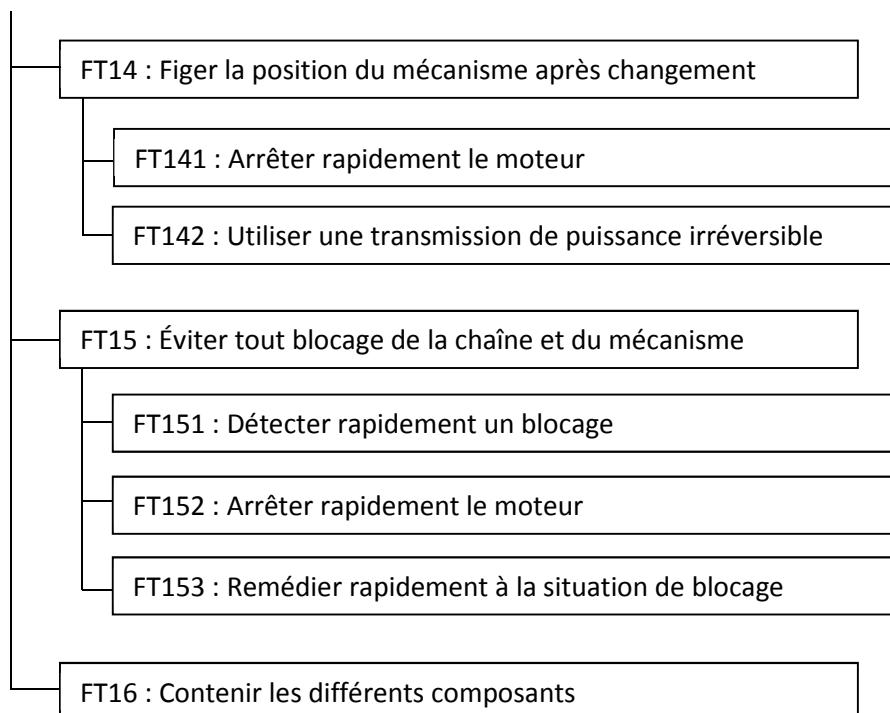 FT14 : Figer la position du mécanisme après changement
FT141 : Arrêter rapidement le moteur
FT142 : Utiliser une transmission de puissance irréversible
FT15 : Éviter tout blocage de la chaîne et du mécanisme
FT151 : Détecter rapidement un blocage
FT152 : Arrêter rapidement le moteur
FT153 : Remédier rapidement à la situation de blocage
FT16 : Contenir les différents composants